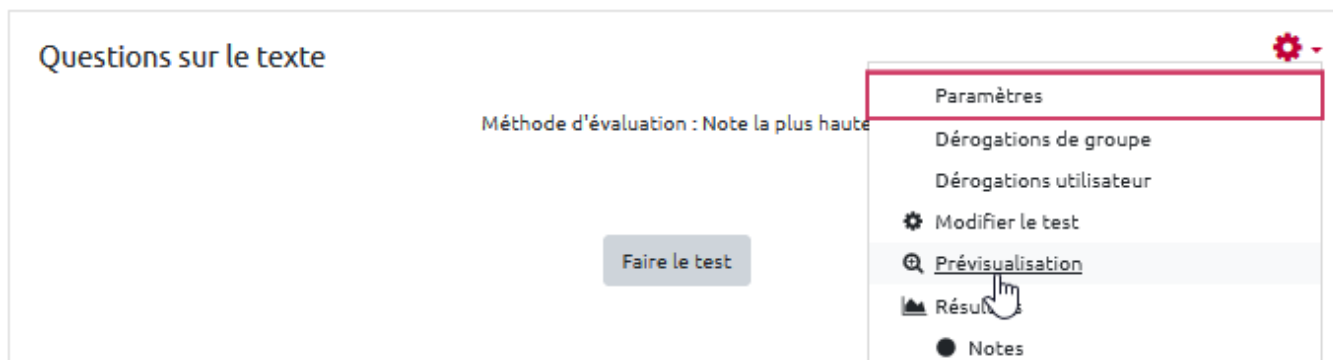 Questions sur le texte
Paramètres
Méthode d'évaluation : Note la plus haute
Dérogations de groupe
Dérogations utilisateur
Modifier le test
Faire le test
Prévisualisation
Notes